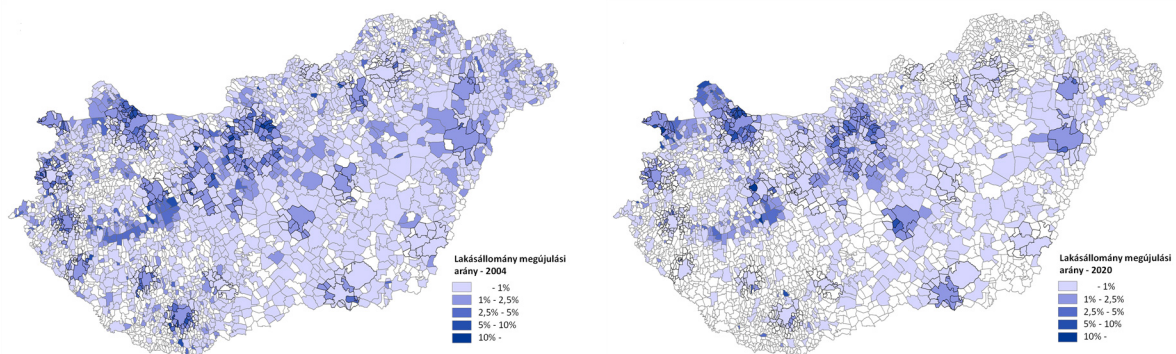 Lakásállomány megújulási
arány - 2004
- 1%
1% - 2,5%
2,5% - 5%
5% - 10%
10% -
Lakásállomány megújulási
arány - 2020
- 1%
1% - 2,5%
2,5% - 5%
5% - 10%
10% -